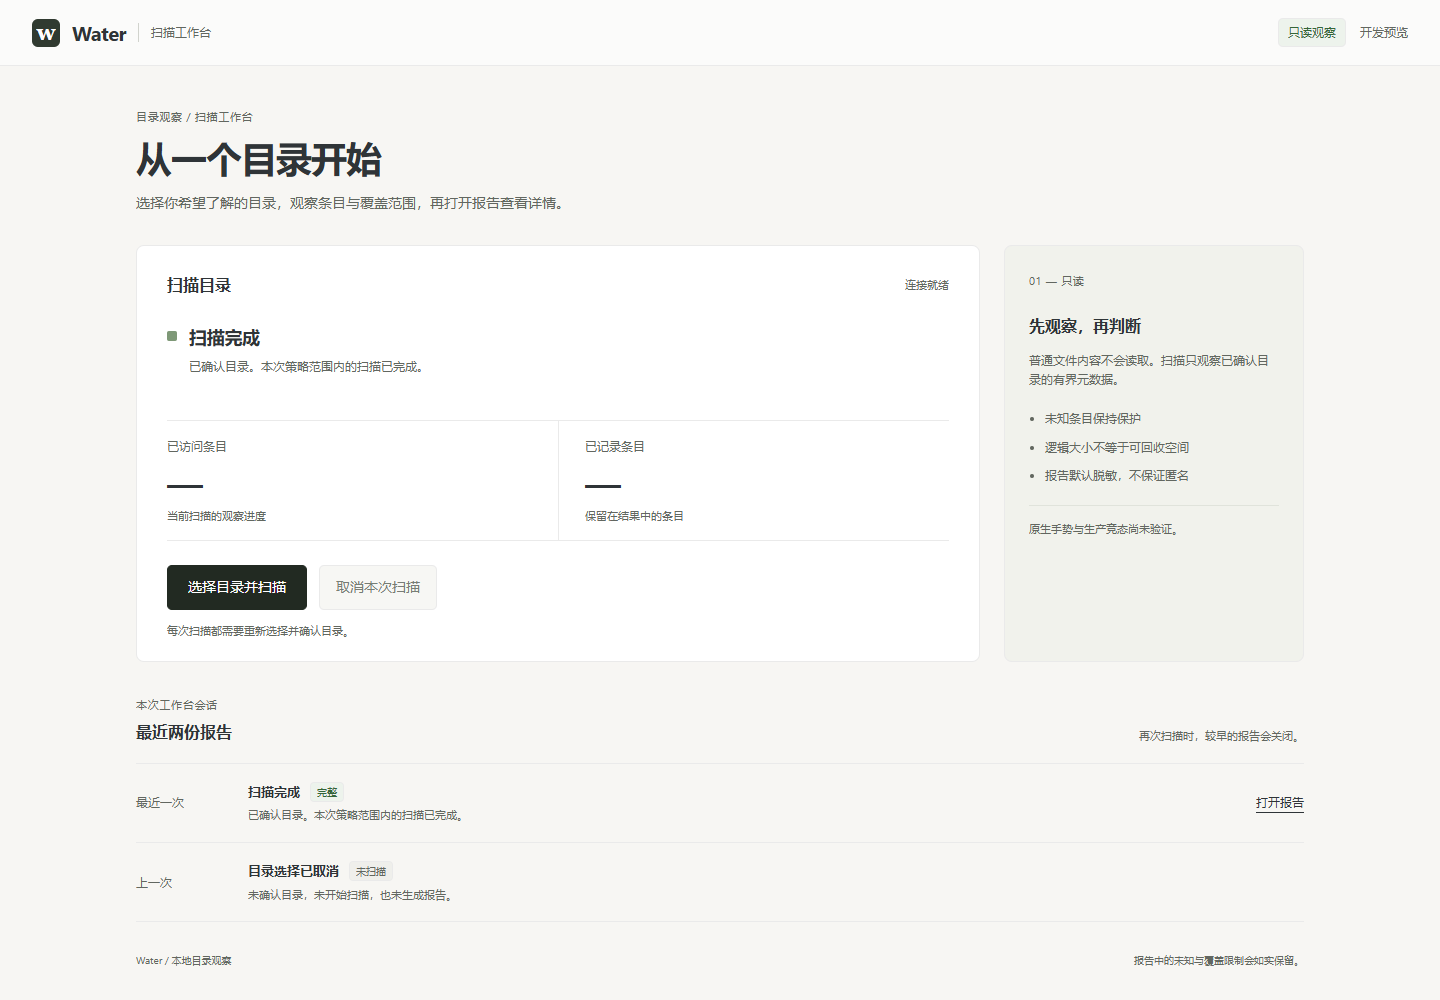 W Water 扫描工作台
只读观察 开发预览
目录观察 / 扫描工作台
从一个目录开始
选择你希望了解的目录，观察条目与覆盖范围，再打开报告查看详情。
扫描目录
连接就绪
扫描完成
已确认目录。本次策略范围内的扫描已完成。
已访问条目
—
当前扫描的观察进度
已记录条目
—
保留在结果中的条目
选择目录并扫描
取消本次扫描
每次扫描都需要重新选择并确认目录。
01 — 只读
先观察，再判断
普通文件内容不会读取。扫描只观察已确认目
录的有界元数据。
• 未知条目保持保护
• 逻辑大小不等于可回收空间
• 报告默认脱敏，不保证匿名
原生手势与生产竞态尚未验证。
本次工作台会话
最近两份报告
再次扫描时，较早的报告会关闭。
最近一次
扫描完成 完整
已确认目录。本次策略范围内的扫描已完成。
打开报告
上一次
目录选择已取消 未扫描
未确认目录，未开始扫描，也未生成报告。
Water / 本地目录观察
报告中的未知与覆盖限制会如实保留。